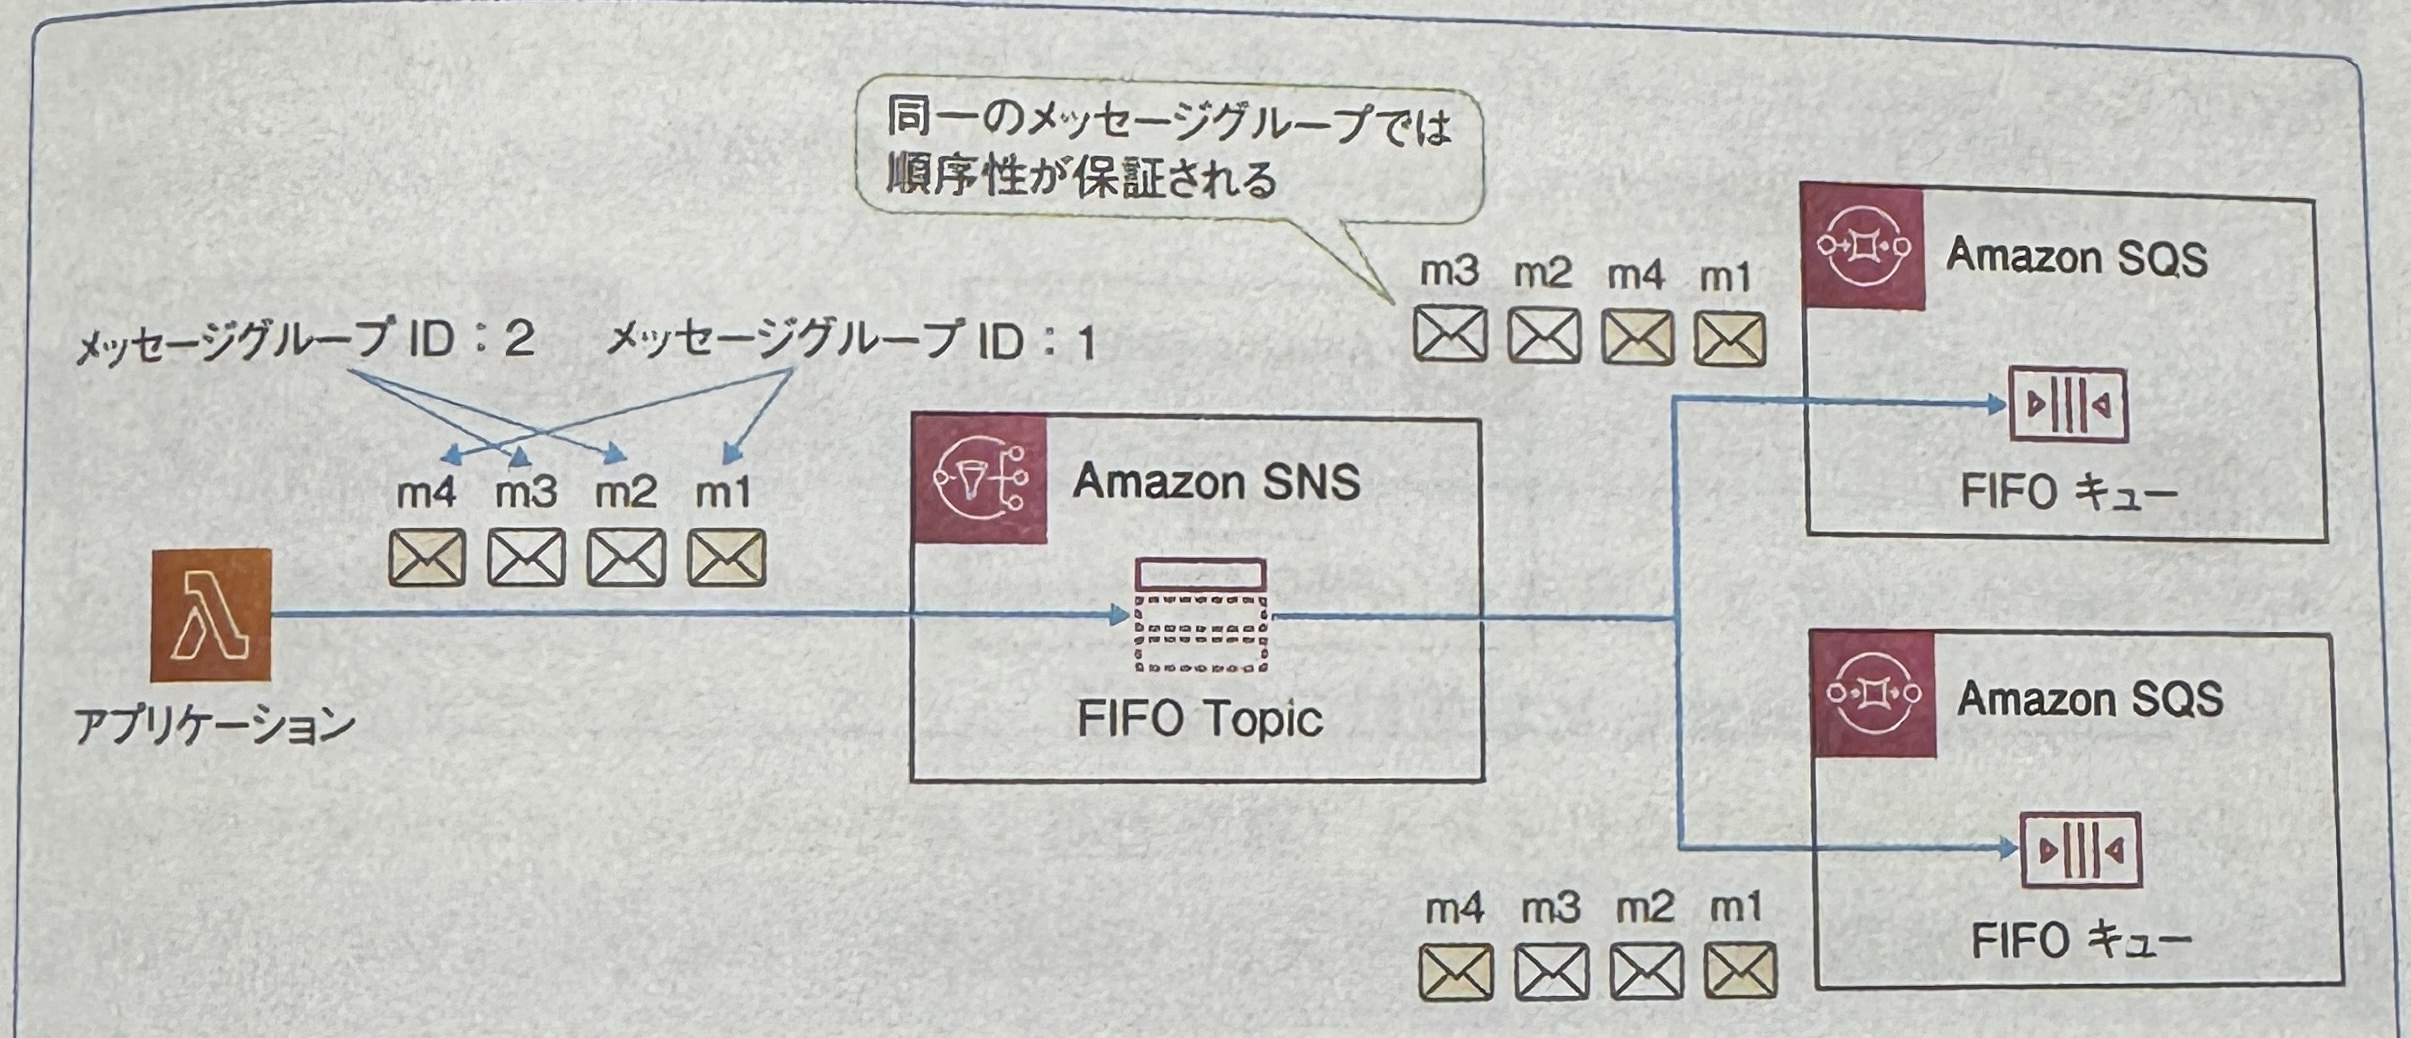 同一のメッセージグループでは
順序性が保証される
メッセージグループ ID：2 メッセージグループ ID：1
m4 m3 m2 m1
アプリケーション
Amazon SNS
FIFO Topic
m3 m2 m4 m1
Amazon SQS
FIFO キュー
Amazon SQS
FIFO キュー
m4 m3 m2 m1